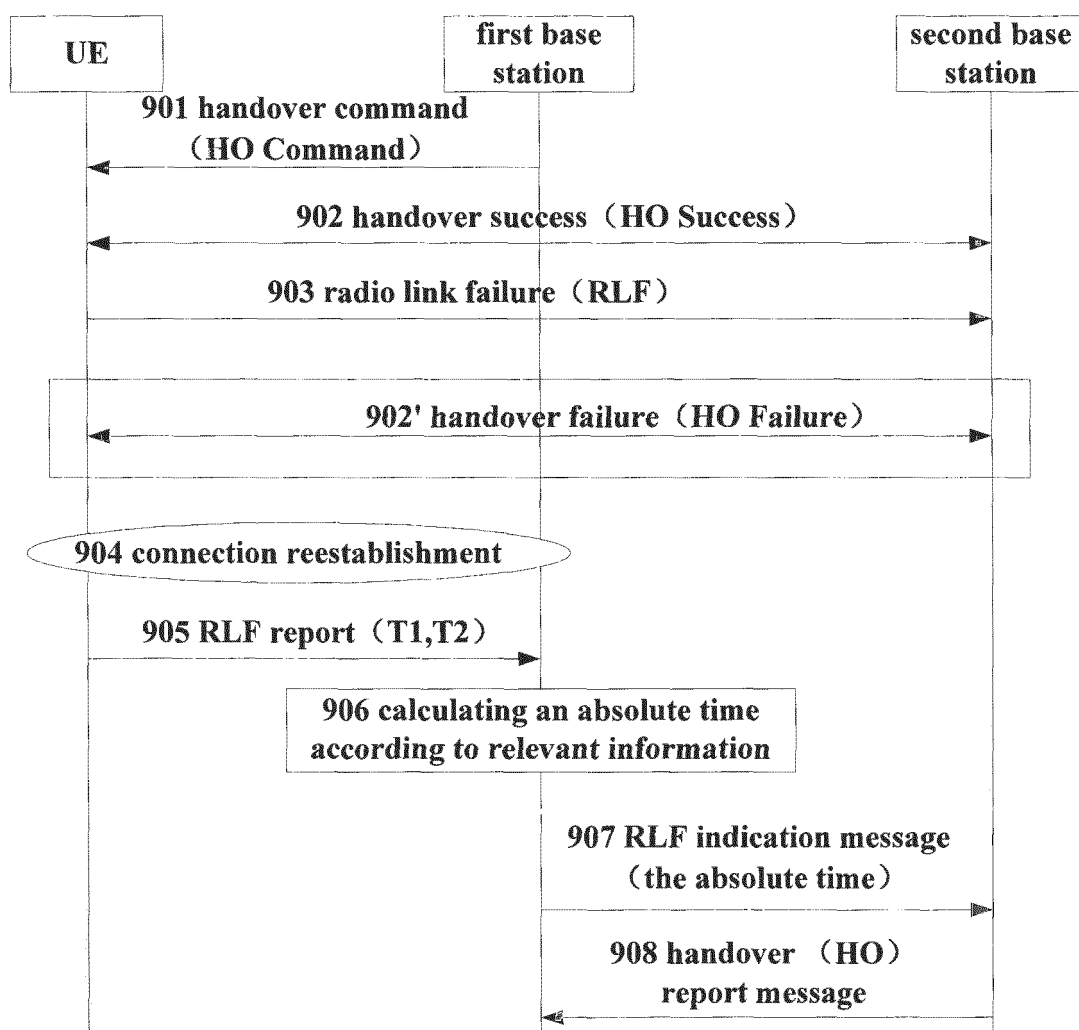 UE
first base
station
second base
station
901 handover command
（HO Command）
902 handover success（HO Success）
903 radio link failure（RLF）
902' handover failure（HO Failure）
904 connection reestablishment
905 RLF report（T1,T2）
906 calculating an absolute time
according to relevant information
907 RLF indication message
（the absolute time）
908 handover （HO）
report message